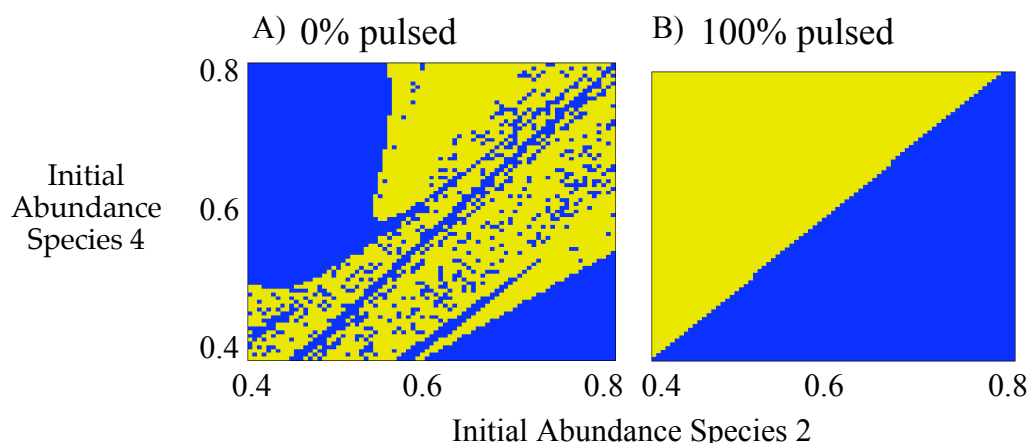 A) 0% pulsed
B) 100% pulsed
0.8
Initial
Abundance
Species 4
0.6
0.4
0.4
0.6
0.8
0.4
0.6
0.8
Initial Abundance Species 2